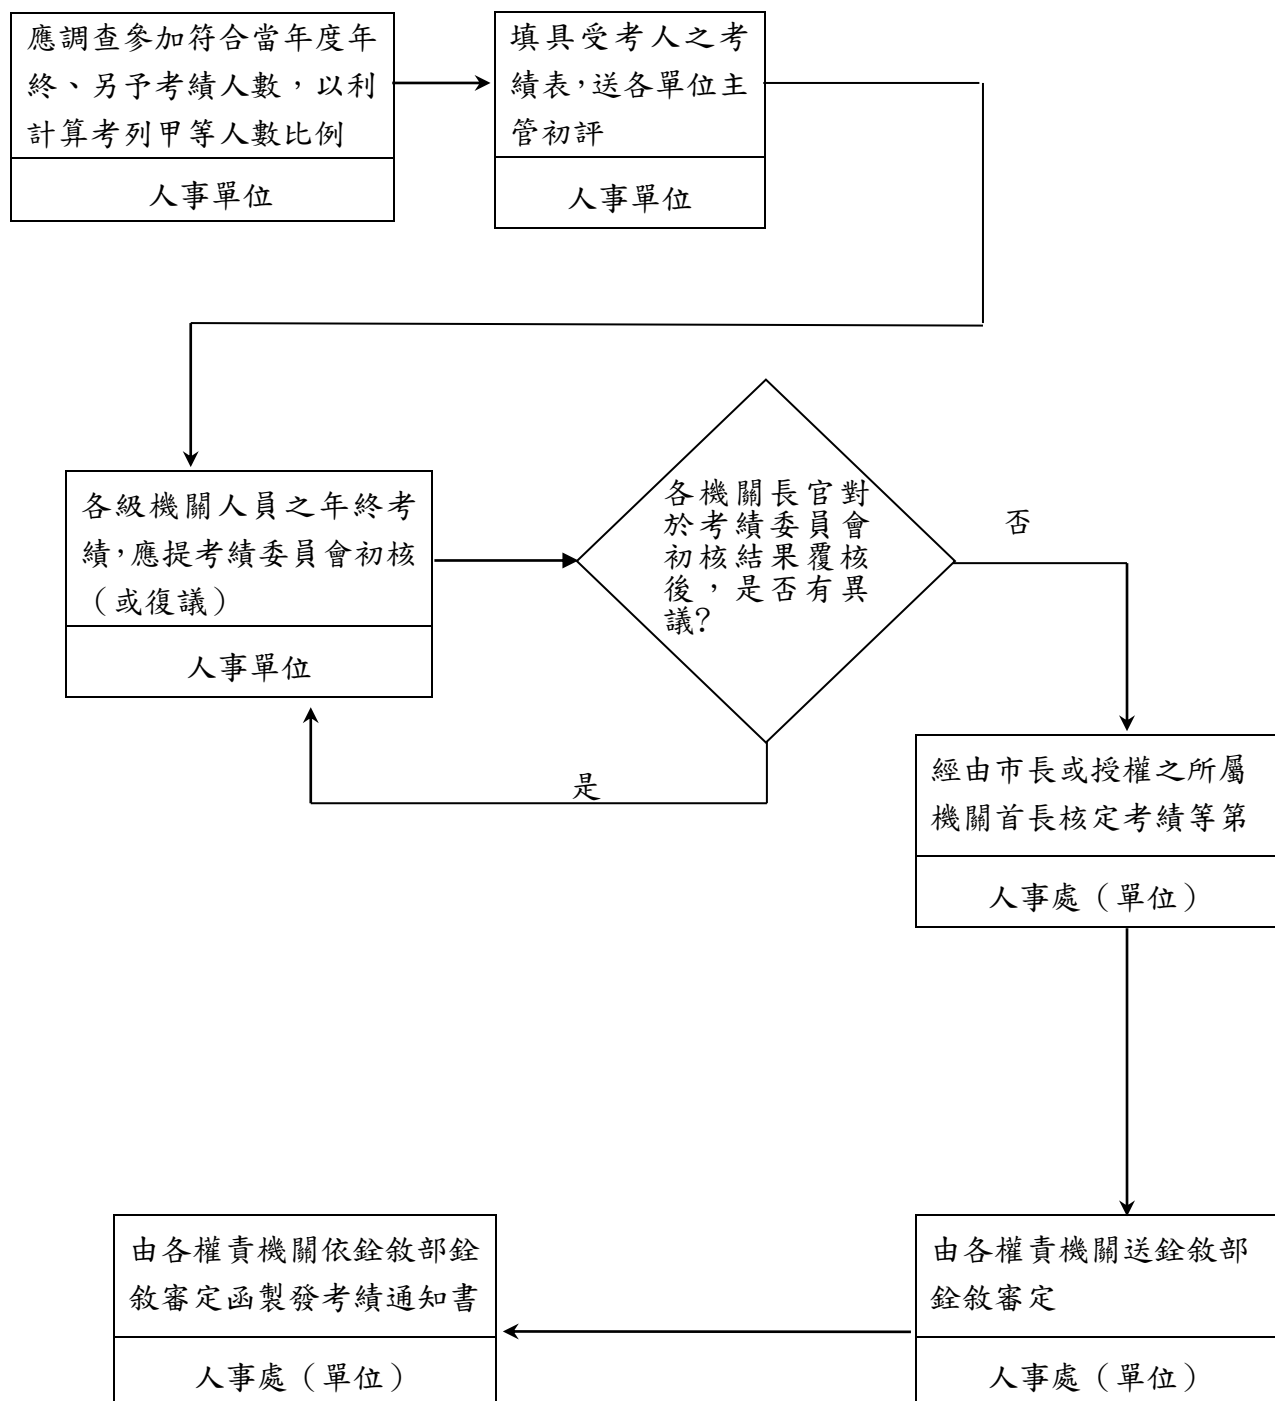 應調查參加符合當年度年
終、另予考績人數，以利
計算考列甲等人數比例
人事單位
填具受考人之考
績表，送各單位主
管初評
人事單位
各級機關人員之年終考
績，應提考績委員會初核
（或復議）
人事單位
各機關長官對
於考績委員會
初核結果覆核
後，是否有異
議?
否
是
經由市長或授權之所屬
機關首長核定考績等第
人事處（單位）
由各權責機關送銓敘部
銓敘審定
人事處（單位）
由各權責機關依銓敘部銓
敘審定函製發考績通知書
人事處（單位）